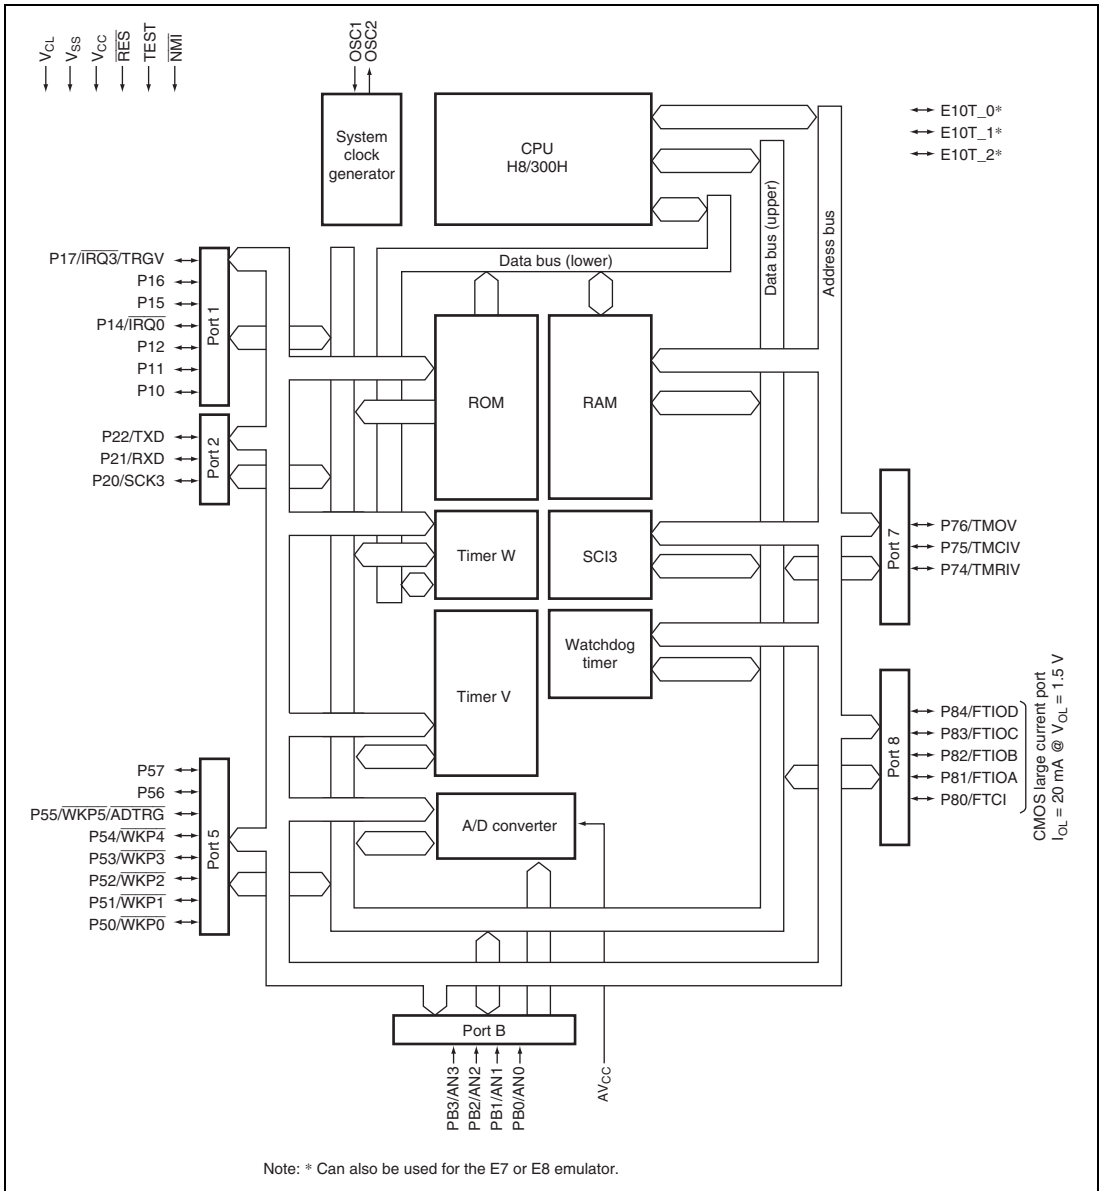 VCL
VSS
VCC
RES
TEST
NMI
OSC1
OSC2
System
clock
generator
CPU
H8/300H
E10T_0*
E10T_1*
E10T_2*
Data bus (lower)
Data bus (upper)
Address bus
P17/IRQ3/TRGV
P16
P15
P14/IRQ0
P12
P11
P10
Port 1
P22/TXD
P21/RXD
P20/SCK3
Port 2
ROM
RAM
Timer W
SCI3
Timer V
Watchdog
timer
Port 7
P76/TMOV
P75/TMCIV
P74/TMRIV
Port 8
P84/FTIOD
P83/FTIOC
P82/FTIOB
P81/FTIOA
P80/FTCI
CMOS large current port
IOL = 20 mA @ VOL = 1.5 V
P57
P56
P55/WKP5/ADTRG
P54/WKP4
P53/WKP3
P52/WKP2
P51/WKP1
P50/WKP0
Port 5
A/D converter
Port B
PB3/AN3
PB2/AN2
PB1/AN1
PB0/AN0
AVCC
Note: * Can also be used for the E7 or E8 emulator.